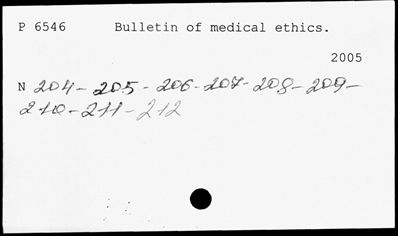 P 6546 Bulletin of medical ethics.
2005
N 204 - 205 - 206 - 207 - 208 - 209 -
210 - 211 - 212